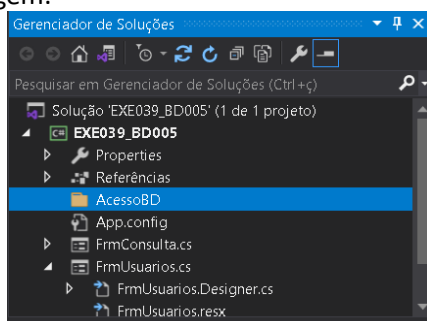 gem.
Gerenciador de Soluções
Pesquisar em Gerenciador de Soluções (Ctrl+ç)
Solução 'EXE039_BD005' (1 de 1 projeto)
C# EXE039_BD005
Properties
Referências
AcessoBD
App.config
FrmConsulta.cs
FrmUsuarios.cs
FrmUsuarios.Designer.cs
FrmUsuarios.resx